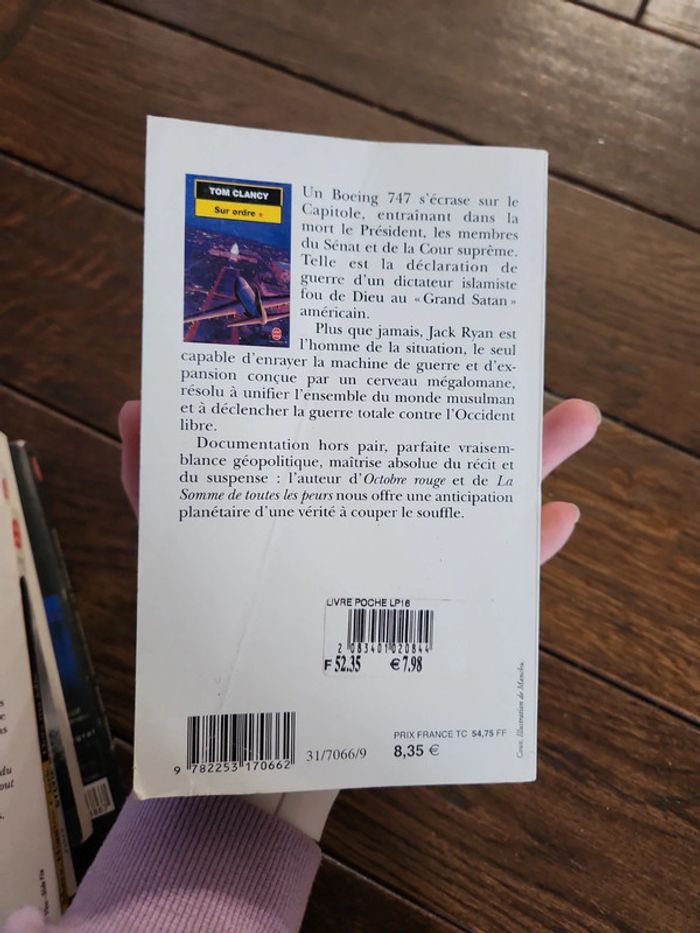 TOM CLANCY
Sur ordre *
Un Boeing 747 s'écrase sur le
Capitole, entraînant dans la
mort le Président, les membres
du Sénat et de la Cour suprême.
Telle est la déclaration de
guerre d'un dictateur islamiste
fou de Dieu au «Grand Satan»
américain.
Plus que jamais, Jack Ryan est
l'homme de la situation, le seul
capable d'enrayer la machine de guerre et d'ex-
pansion conçue par un cerveau mégalomane,
résolu à unifier l'ensemble du monde musulman
et à déclencher la guerre totale contre l'Occident
libre.
Documentation hors pair, parfaite vraisem-
blance géopolitique, maîtrise absolue du récit et
du suspense : l'auteur d'Octobre rouge et de La
Somme de toutes les peurs nous offre une anticipation
planétaire d'une vérité à couper le souffle.
LIVRE POCHE LP16
2 083401 020844
F 52.35 € 7.98
9 782253 170662
31/7066/9
PRIX FRANCE TC 54,75 FF
8,35 €
Couv. Illustration de Manchu.
du
out